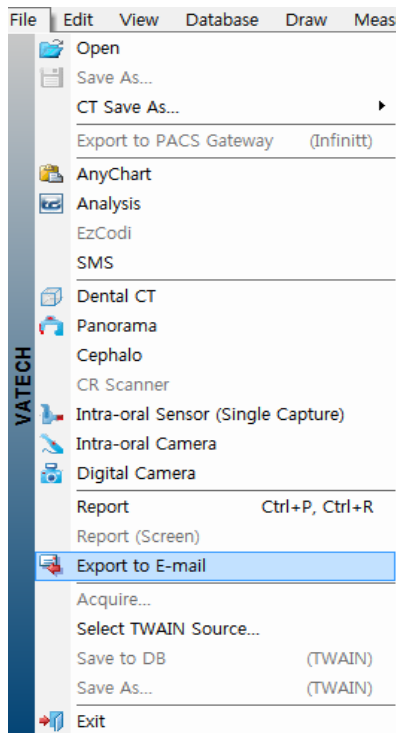 File Edit View Database Draw Meas
Open
Save As...
CT Save As...
Export to PACS Gateway (Infinitt)
AnyChart
Analysis
EzCodi
SMS
Dental CT
Panorama
Cephalo
CR Scanner
Intra-oral Sensor (Single Capture)
Intra-oral Camera
Digital Camera
Report Ctrl+P, Ctrl+R
Report (Screen)
Export to E-mail
Acquire...
Select TWAIN Source...
Save to DB (TWAIN)
Save As... (TWAIN)
Exit
VATECH